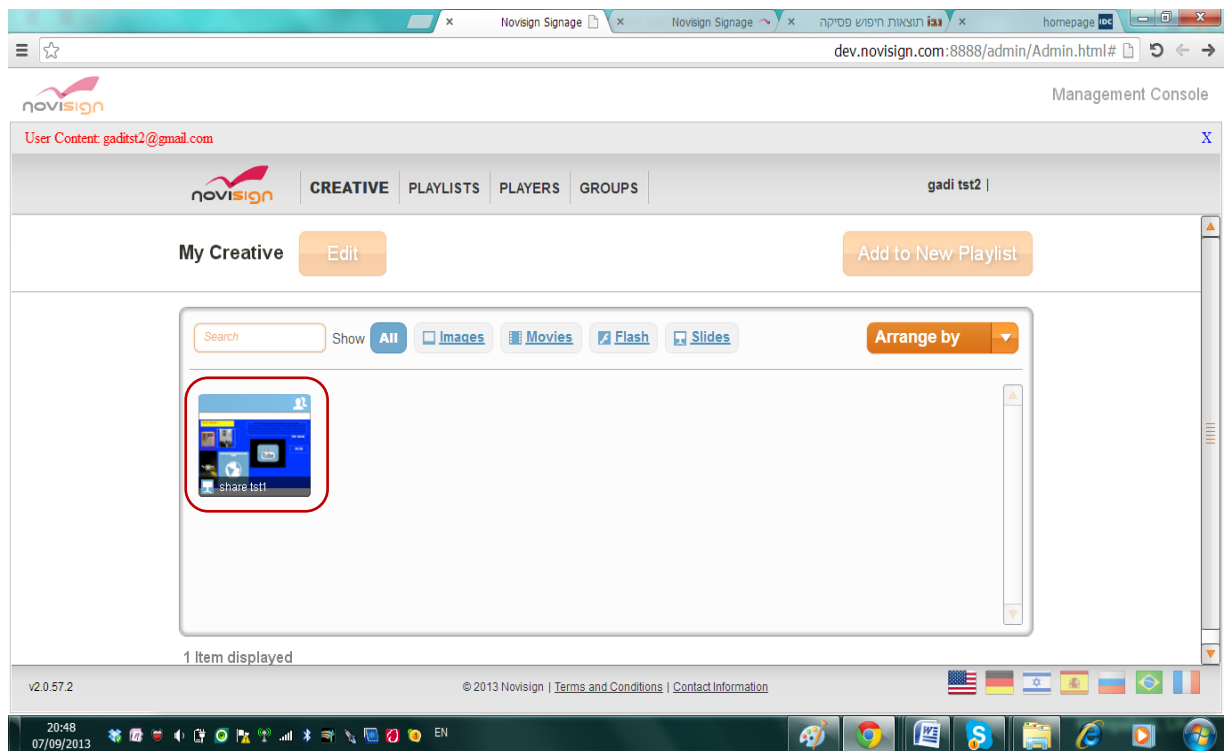 Novisign Signage
Novisign Signage
תוצאות חיפוש פסיקה
homepage
dev.novisign.com:8888/admin/Admin.html#
novisign
Management Console
User Content: gaditst2@gmail.com
X
novisign
CREATIVE
PLAYLISTS
PLAYERS
GROUPS
gadi tst2 |
My Creative
Edit
Add to New Playlist
Search
Show
All
Images
Movies
Flash
Slides
Arrange by
You Tube
share tst1
1 Item displayed
v2.0.57.2
© 2013 Novisign | Terms and Conditions | Contact Information
20:48
07/09/2013
EN